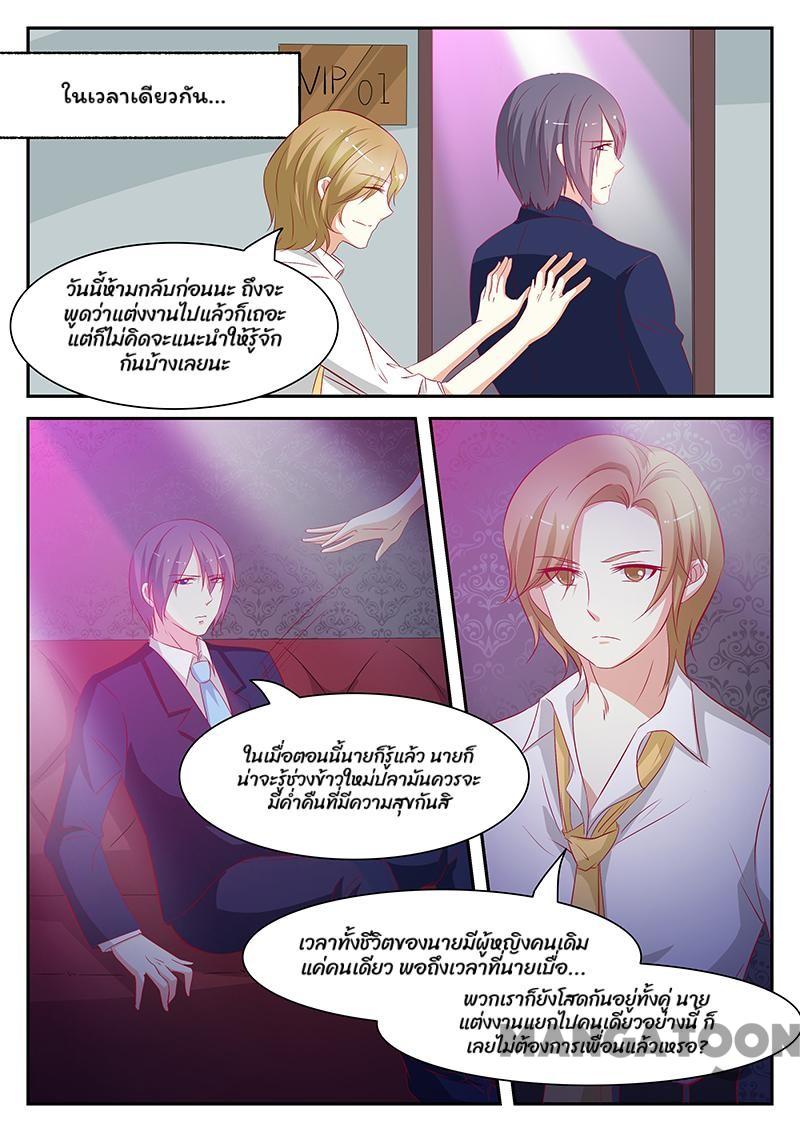 ในเวลาเดียวกัน...
VIP 01
วันนี้ห้ามกลับก่อนนะ ถึงจะ
พูดว่าแต่งงานไปแล้วก็เถอะ
แต่ก็ไม่คิดจะแนะนำให้รู้จัก
กันบ้างเลยนะ
ในเมื่อตอนนี้นายก็รู้แล้ว นายก็
น่าจะรู้ช่วงข้าวใหม่ปลามันควรจะ
มีค่ำคืนที่มีความสุขกันสิ
เวลาทั้งชีวิตของนายมีผู้หญิงคนเดิม
แค่คนเดียว พอถึงเวลาที่นายเบื่อ...
พวกเราก็ยังโสดกันอยู่ทั้งคู่ นาย
แต่งงานแยกไปคนเดียวอย่างนี้ ก็
เลยไม่ต้องการเพื่อนแล้วเหรอ?
MANGATOON